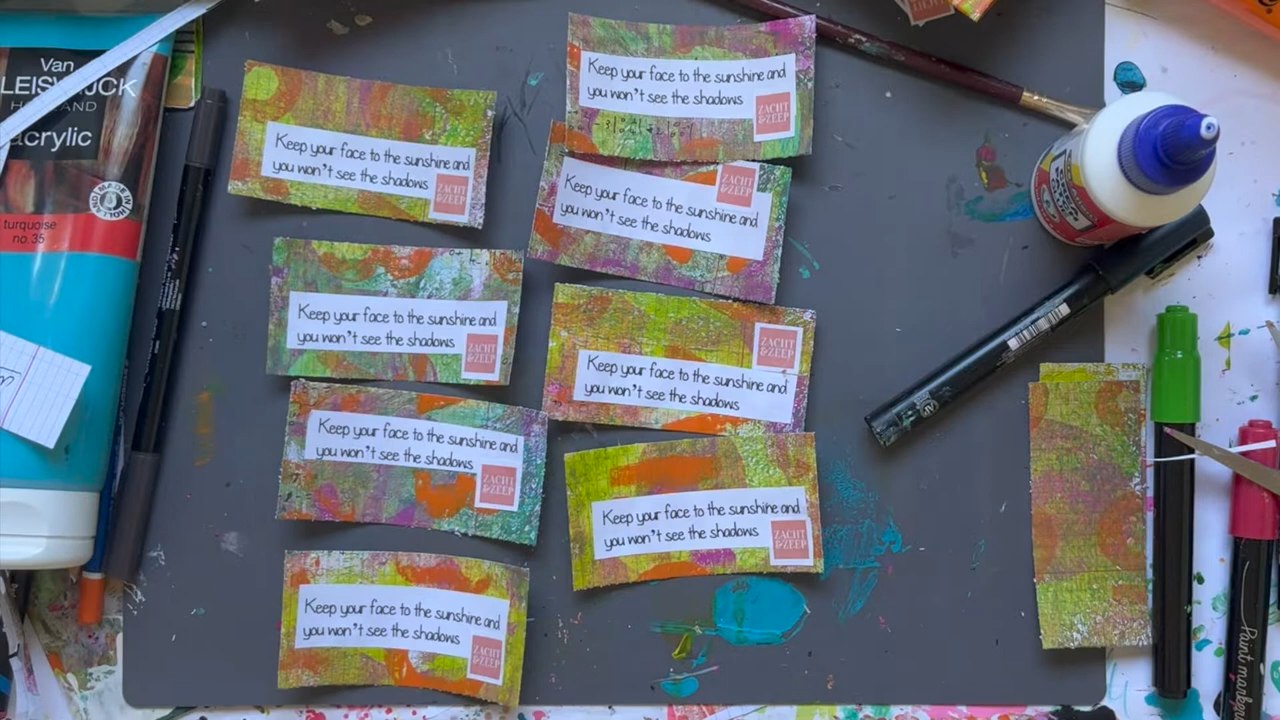 Van
HOLLAND
acrylic
MADE
IN HOLLAND
turquoise
no.35
Keep your face to the sunshine and
you won't see the shadows
ZACHT
&ZEEP
Keep your face to the sunshine and
you won't see the shadows
ZACHT
&ZEEP
Keep your face to the sunshine and
you won't see the shadows
ZACHT
&ZEEP
Keep your face to the sunshine and
you won't see the shadows
ZACHT
&ZEEP
Keep your face to the sunshine and
you won't see the shadows
ZACHT
&ZEEP
Keep your face to the sunshine and
you won't see the shadows
ZACHT
&ZEEP
Keep your face to the sunshine and
you won't see the shadows
ZACHT
&ZEEP
Keep your face to the sunshine and
you won't see the shadows
ZACHT
&ZEEP
Paint marker